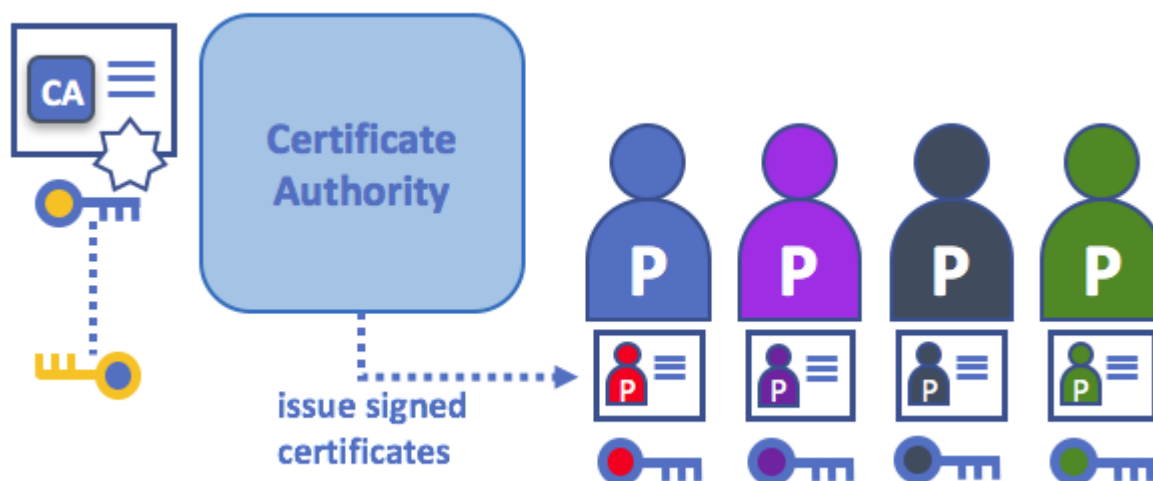 CA
Certificate
Authority
P P P P
issue signed
certificates
P P P P